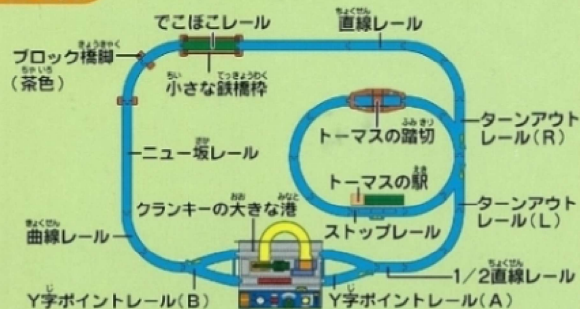 でこぼこレール
直線レール
ブロック橋脚
（茶色）
小さな鉄橋枠
トーマスの踏切
ターンアウト
レール（R）
ニュー坂レール
トーマスの駅
クランキーの大きな港
ターンアウト
レール（L）
ストップレール
曲線レール
1/2直線レール
Y字ポイントレール（B）
Y字ポイントレール（A）